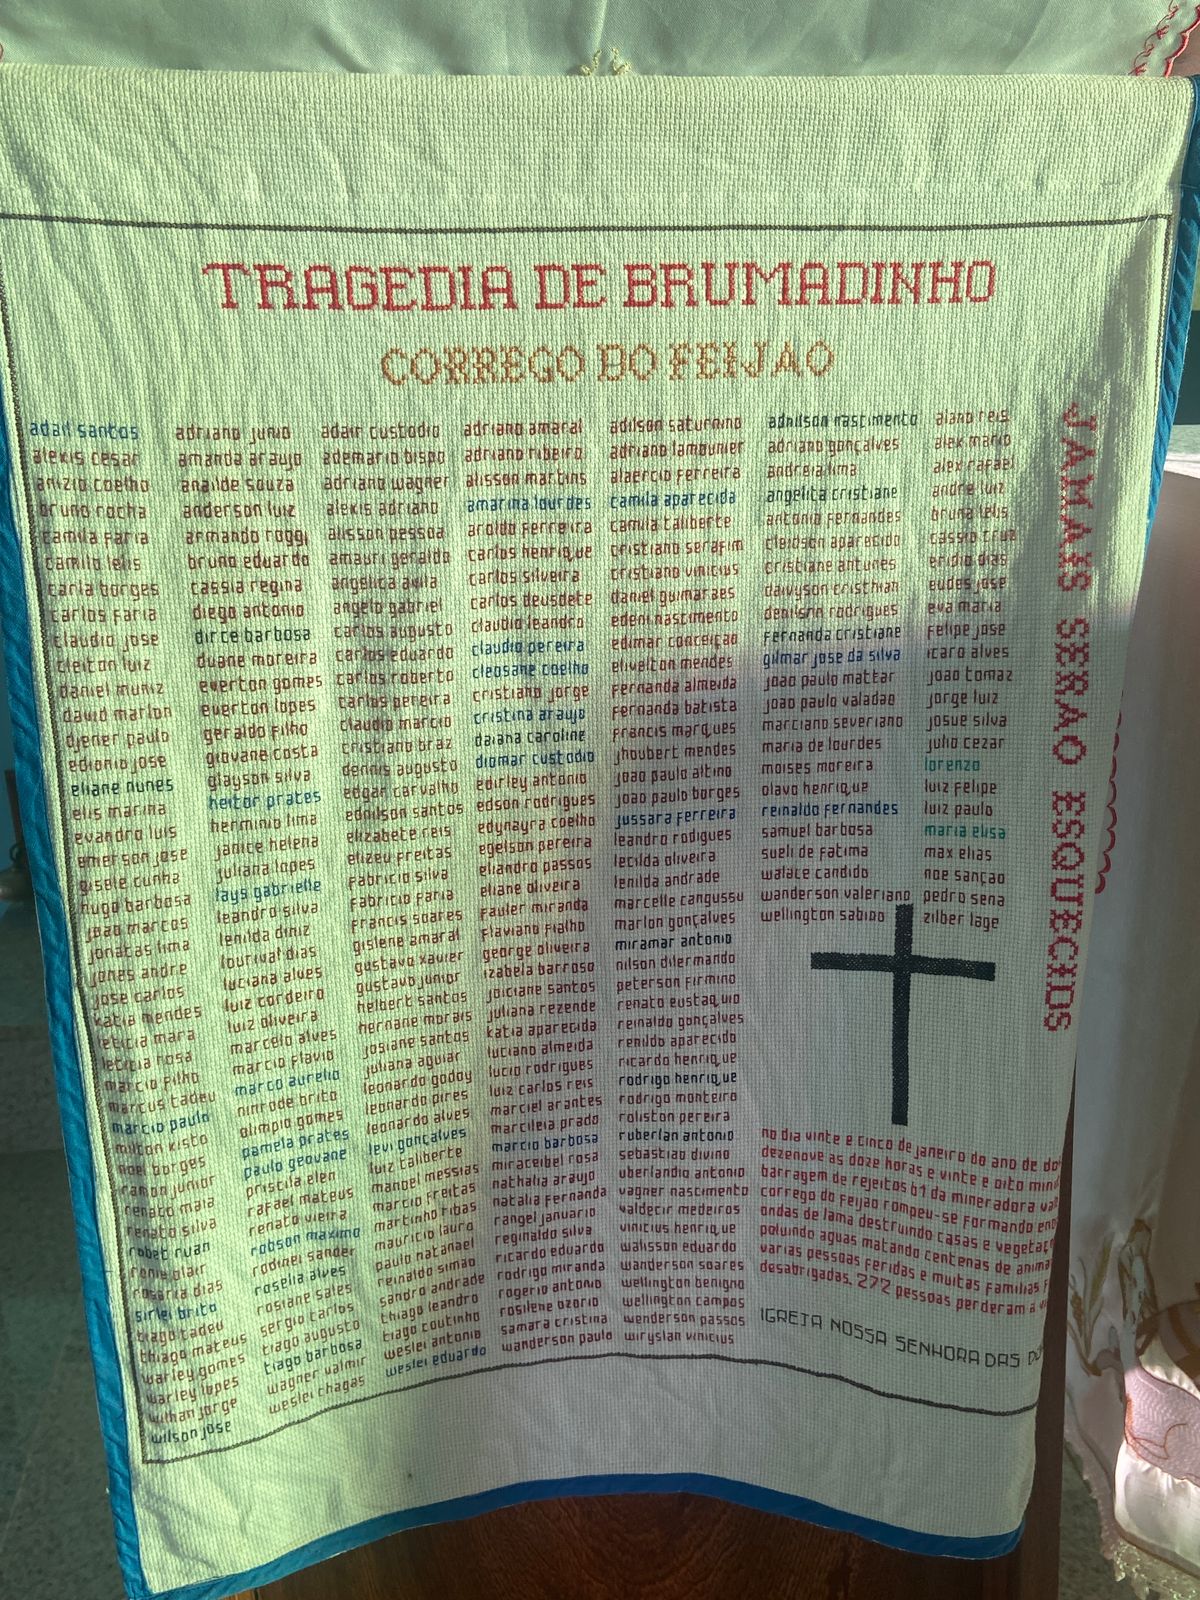 TRAGEDIA DE BRUMADINHO
CORREGO DO FEIJAO
adail santos
alexis cesar
anizio coelho
bruno rocha
camila faria
camilo lelis
carla borges
carlos faria
claudio jose
cleiton luiz
daniel muniz
david marlon
djener paulo
edionio jose
eliane nunes
elis marina
evandro luis
emerson jose
gisele cunha
hugo barbosa
joao marcos
jonatas lima
jones andre
jose carlos
katia mendes
leticia mara
leticia rosa
marcio filho
marcus tadeu
marcio paulo
milton xisto
noel borges
ramon junior
renato maia
renato silva
robet ruan
ronie olair
rosaria dias
sirlei brito
tiago tadeu
thiago mateus
warley gomes
warley lopes
jorge
wilson jose
adriano junio
amanda araujo
anailde souza
anderson luiz
armando roggi
bruno eduardo
cassia regina
diego antonio
dirce barbosa
duane moreira
everton gomes
everton lopes
geraldo filho
giovane costa
glayson silva
heitor prates
herminio lima
janice helena
juliana lopes
lays gabrielle
leandro silva
lenilda diniz
lourival dias
luciana alves
luiz cordeiro
luiz oliveira
marcelo alves
marcio flavio
marco aurelio
ninrode brito
olimpio gomes
pamela prates
paulo geovane
priscila elen
rafael mateus
renato vieira
robson maximo
rodinei sander
roselia alves
rosiane sales
sergio carlos
tiago augusto
tiago barbosa
wagner valmir
weslei chagas
adair custodio
ademario bispo
adriano wagner
alexis adriano
alisson pessoa
amauri geraldo
angelica avila
angelo gabriel
carlos augusto
carlos eduardo
carlos roberto
carlos pereira
claudio marcio
cristiano braz
dennis augusto
edgar carvalho
ednilson santos
elizabete reis
elizeu freitas
fabricio silva
fabricio faria
francis soares
gislene amaral
gustavo xavier
gustavo junior
helbert santos
hernane morais
josiane santos
juliana aguiar
leonardo godoy
leonardo pires
leonardo alves
levi gonçalves
luiz taliberte
manoel messias
marcio freitas
martinho ribas
mauricio lauro
paulo natanael
reinaldo simao
sandro andrade
thiago leandro
tiago coutinho
weslei antonio
weslei eduardo
adriano amaral
adriano ribeiro
alisson martins
amarina lourdes
aroldo ferreira
carlos henrique
carlos silveira
carlos deusdete
claudio leandro
claudio pereira
cleosane coelho
cristiano jorge
cristina araujo
daiana caroline
diomar custodio
edirley antonio
edson rodrigues
edynayra coelho
egelson pereira
eliandro passos
eliane oliveira
fauler miranda
flaviano fialho
george oliveira
izabela barroso
joiciane santos
juliana rezende
katia aparecida
luciano almeida
lucio rodrigues
luiz carlos reis
marciel arantes
marcileia prado
marcio barbosa
miraceibel rosa
nathalia araujo
natalia fernanda
rangel januario
reginaldo silva
ricardo eduardo
rodrigo miranda
rogerio antonio
rosilene ozorio
samara cristina
wanderson paulo
adilson saturnino
adriano lamounier
alaercio ferreira
camila aparecida
camila taliberte
cristiano serafim
cristiano vinicius
daniel guimaraes
edeni nascimento
edimar conceição
elivelton mendes
fernanda almeida
fernanda batista
francis marques
jhoubert mendes
joao paulo altino
joao paulo borges
jussara ferreira
leandro rodigues
lecilda oliveira
lenilda andrade
marcelle cangussu
marlon gonçalves
miramar antonio
nilson dilermando
peterson firmino
renato eustaquio
reinaldo gonçalves
renildo aparecido
ricardo henrique
rodrigo henrique
rodrigo monteiro
roliston pereira
ruberlan antonio
sebastiao divino
uberlandio antonio
vagner nascimento
valdecir medeiros
vinicius henrique
walisson eduardo
wanderson soares
wellington benigno
wellington campos
wenderson passos
wiryslan vinicius
adnilson nascimento
adriano gonçalves
andreia lima
angelita cristiane
antonio fernandes
cleidson aparecido
cristiane antunes
daivyson cristhian
denilson rodrigues
fernanda cristiane
gilmar jose da silva
joao paulo mattar
joao paulo valadao
marciano severiano
maria de lourdes
moises moreira
olavo henrique
reinaldo fernandes
samuel barbosa
sueli de fatima
walace candido
wanderson valeriano
wellington sabido
alano reis
alex mario
alex rafael
andre luiz
bruna lelis
cassio cruz
eridio dias
eudes jose
eva maria
felipe jose
icaro alves
joao tomaz
jorge luiz
josue silva
julio cezar
lorenzo
luiz felipe
luiz paulo
maria elisa
max elias
noe sançao
pedro sena
zilber lage
JAMAIS SERAO ESQUECIDS
no dia vinte e cinco de janeiro do ano de
dezenove as doze horas e vinte e oito
barragem de rejeitos b1 da mineradora
corrego do feijao rompeu-se formando
ondas de lama destruindo casas e
poluindo aguas matando centenas de
varias pessoas feridas e muitas familias
desabrigadas. 272 pessoas perderam a
IGREJA NOSSA SENHORA DAS